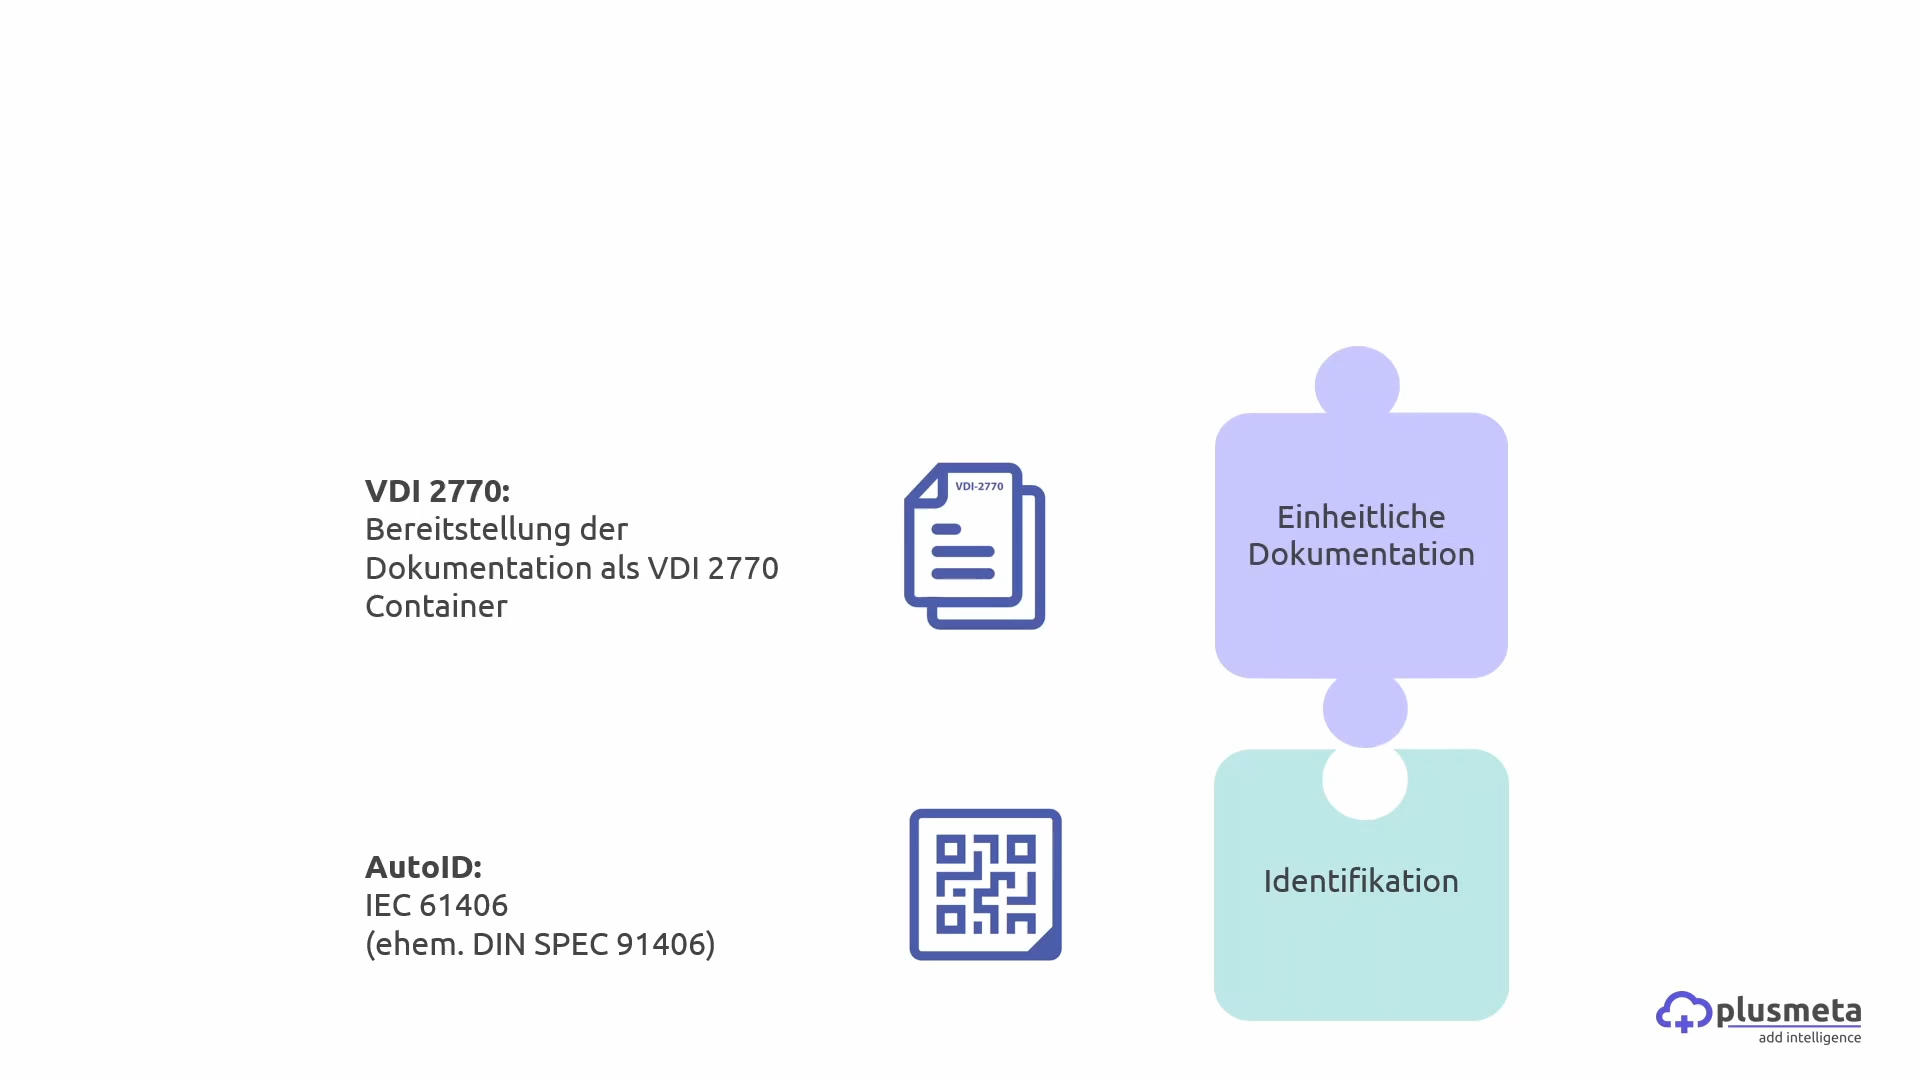 VDI 2770:
Bereitstellung der
Dokumentation als VDI 2770
Container
VDI-2770
Einheitliche
Dokumentation
AutoID:
IEC 61406
(ehem. DIN SPEC 91406)
Identifikation
plusmeta
add intelligence